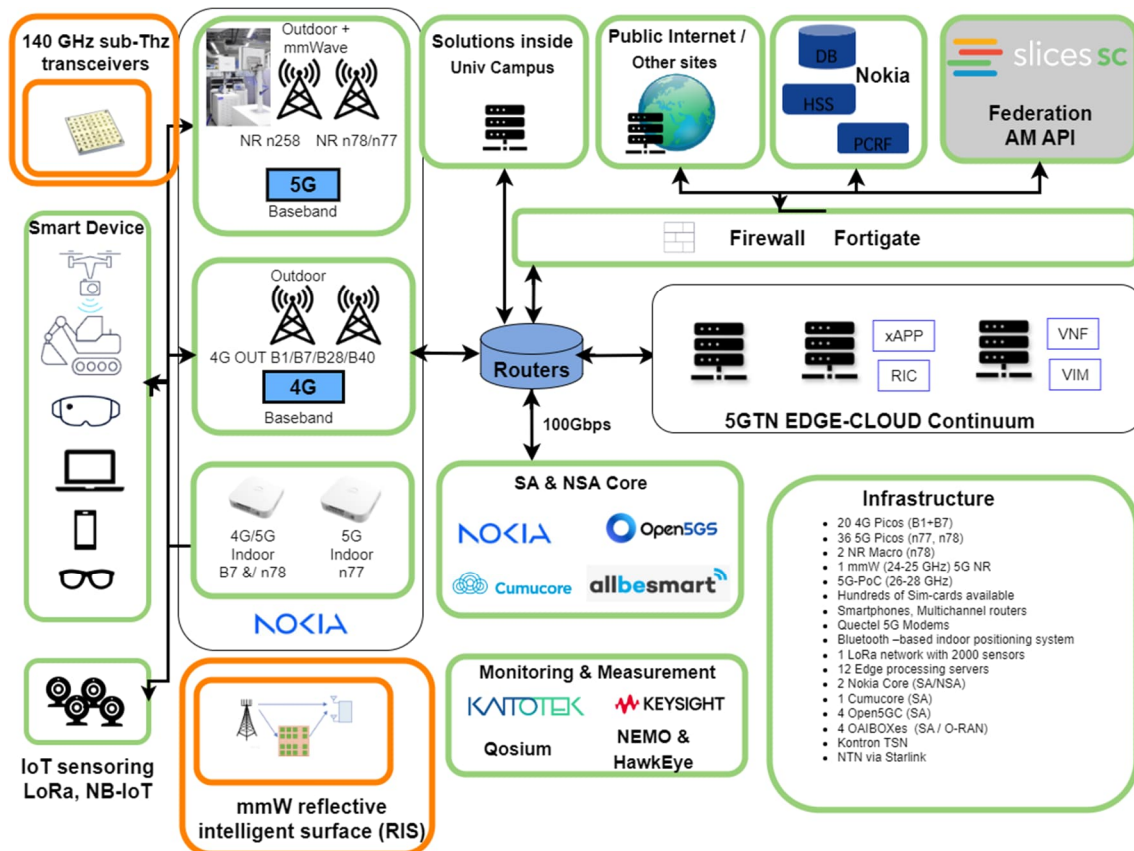 140 GHz sub-Thz
transceivers
Outdoor +
mmWave
NR n258
NR n78/n77
5G
Baseband
Solutions inside
Univ Campus
Public Internet /
Other sites
DB
Nokia
HSS
PCRF
slices sc
Federation
AM API
Smart Device
Firewall Fortigate
Outdoor
4G OUT B1/B7/B28/B40
4G
Baseband
Routers
100Gbps
xAPP
RIC
VNF
VIM
5GTN EDGE-CLOUD Continuum
4G/5G
Indoor
B7 &/ n78
5G
Indoor
n77
NOKIA
SA & NSA Core
NOKIA
Open5GS
Cumucore
allbesmart
Infrastructure
• 20 4G Picos (B1+B7)
• 36 5G Picos (n77, n78)
• 2 NR Macro (n78)
• 1 mmW (24-25 GHz) 5G NR
• 5G-PoC (26-28 GHz)
• Hundreds of Sim-cards available
• Smartphones, Multichannel routers
• Quectel 5G Modems
• Bluetooth –based indoor positioning system
• 1 LoRa network with 2000 sensors
• 12 Edge processing servers
• 2 Nokia Core (SA/NSA)
• 1 Cumucore (SA)
• 4 Open5GC (SA)
• 4 OAIBOXes (SA / O-RAN)
• Kontron TSN
• NTN via Starlink
IoT sensoring
LoRa, NB-IoT
mmW reflective
intelligent surface (RIS)
Monitoring & Measurement
KAITOTEK
KEYSIGHT
Qosium
NEMO &
HawkEye